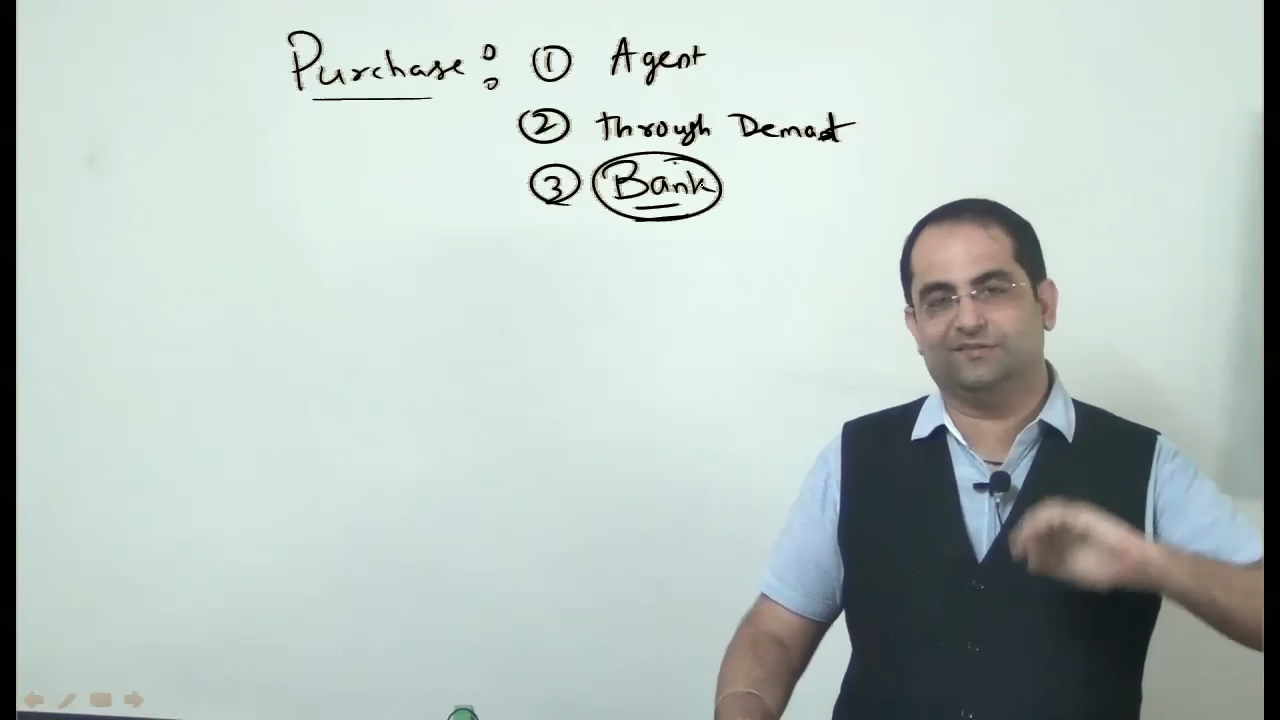 Purchase : ① Agent
② through Demat
③ Bank